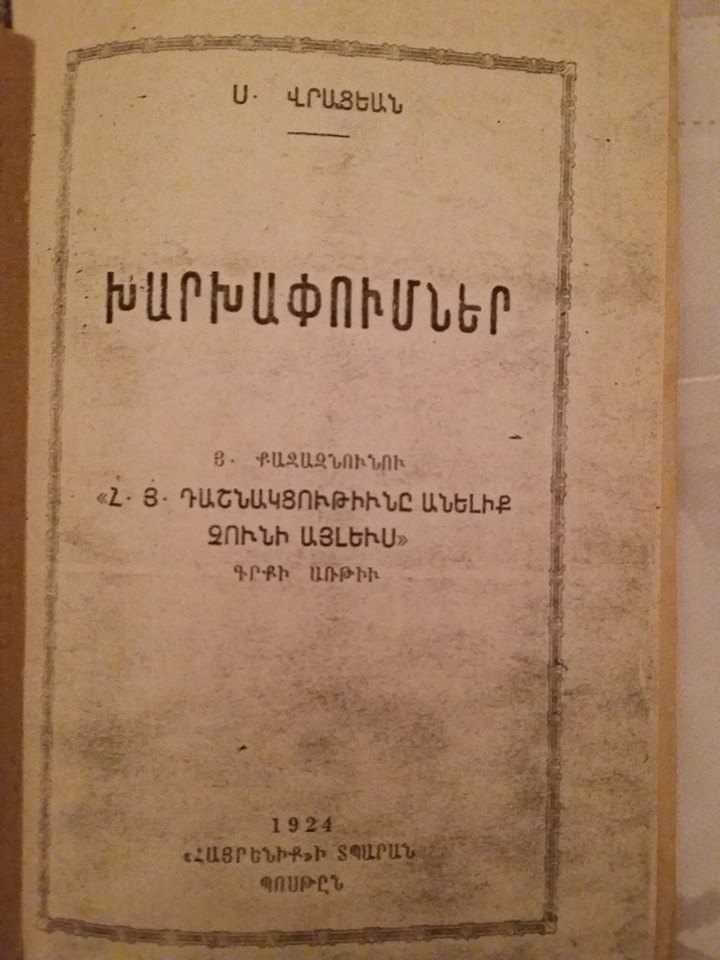 Ս. ՎՐԱՑԵԱՆ
ԽԱՐԽԱՓՈՒՄՆԵՐ
Յ. ՔԱՋԱԶՆՈՒՆՈՒ
«Հ. Յ. ԴԱՇՆԱԿՑՈՒԹԻՒՆԸ ԱՆԵԼԻՔ
ՉՈՒՆԻ ԱՅԼԵՒՍ»
ԳՐՔԻ ԱՌԹԻՒ
1924
«ՀԱՅՐԵՆԻՔ»Ի ՏՊԱՐԱՆ
ՊՈՍԹԸՆ